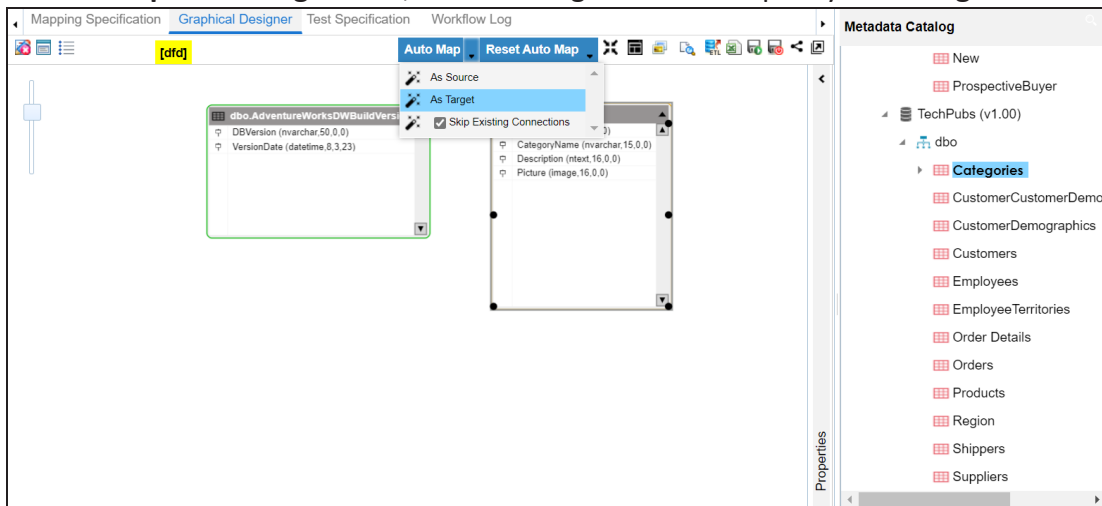 Mapping Specification Graphical Designer Test Specification Workflow Log
Metadata Catalog
[dfd]
Auto Map Reset Auto Map
As Source
As Target
Skip Existing Connections
dbo.AdventureWorksDWBuildVersi
DBVersion (nvarchar,50,0,0)
VersionDate (datetime,8,3,23)
CategoryName (nvarchar,15,0,0)
Description (ntext,16,0,0)
Picture (image,16,0,0)
Properties
New
ProspectiveBuyer
TechPubs (v1.00)
dbo
Categories
CustomerCustomerDemo
CustomerDemographics
Customers
Employees
EmployeeTerritories
Order Details
Orders
Products
Region
Shippers
Suppliers